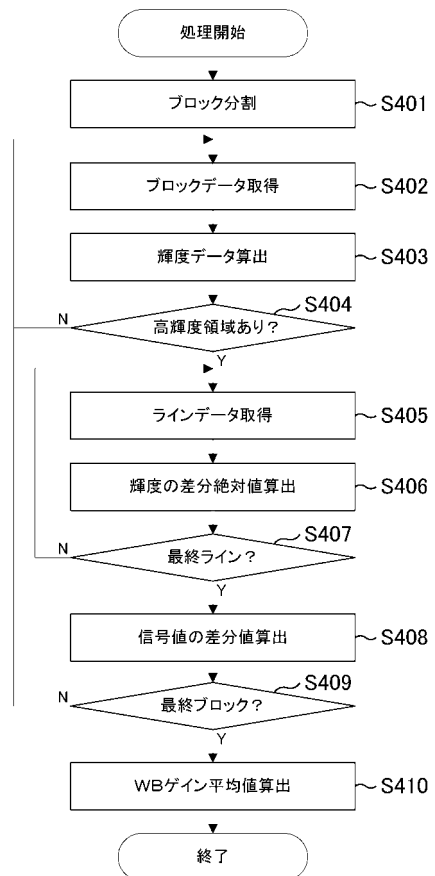 処理開始
ブロック分割
S401
ブロックデータ取得
S402
輝度データ算出
S403
S404
N
高輝度領域あり?
Y
ラインデータ取得
S405
輝度の差分絶対値算出
S406
S407
N
最終ライン?
Y
信号値の差分値算出
S408
S409
N
最終ブロック?
Y
WBゲイン平均値算出
S410
終了